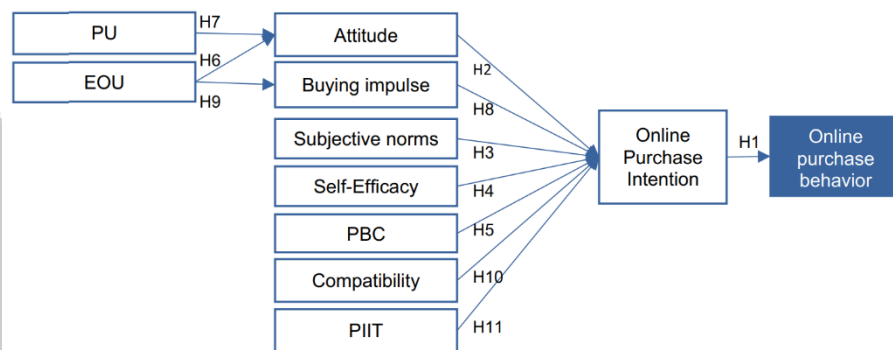 PU
EOU
H7
H6
H9
Attitude
Buying impulse
Subjective norms
Self-Efficacy
PBC
Compatibility
PIIT
H2
H8
H3
H4
H5
H10
H11
Online
Purchase
Intention
H1
Online
purchase
behavior